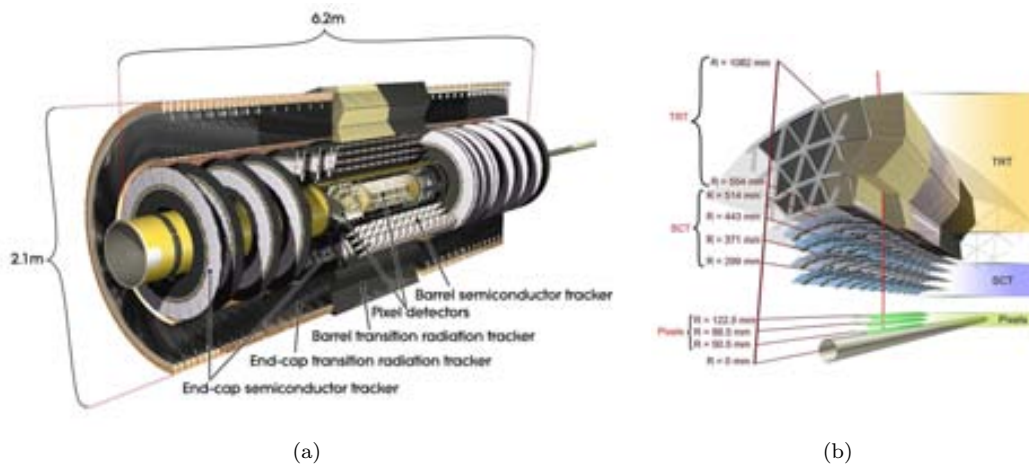 6.2m
2.1m
Barrel semiconductor tracker
Pixel detectors
Barrel transition radiation tracker
End-cap transition radiation tracker
End-cap semiconductor tracker
(a)
R = 1082 mm
TRT
R = 554 mm
R = 514 mm
R = 443 mm
SCT
R = 371 mm
R = 299 mm
TRT
SCT
Pixels
R = 122.5 mm
Pixels
R = 88.5 mm
R = 50.5 mm
R = 0 mm
(b)